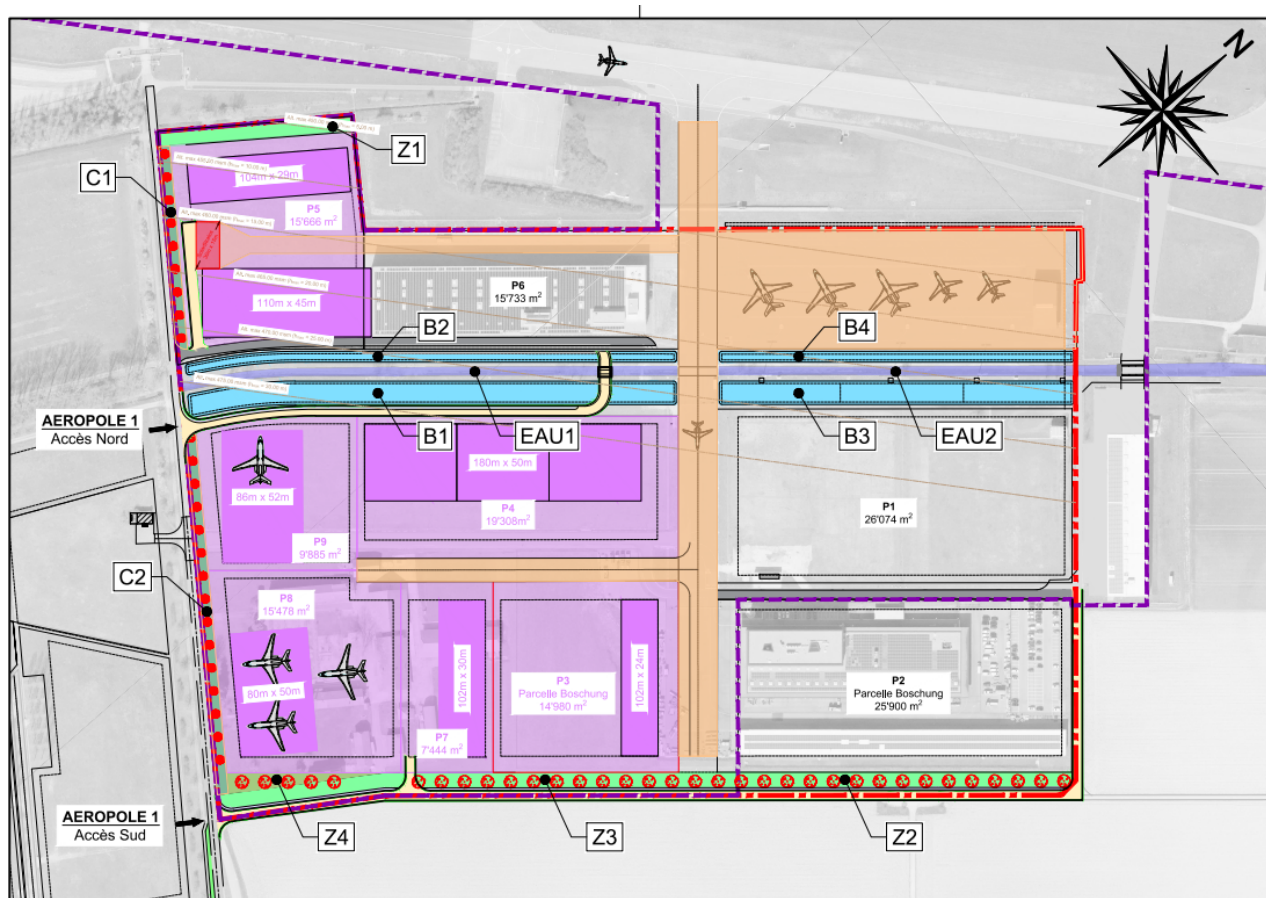 N
Z1
C1
104m x 29m
P5
15'666 m²
P6
15'733 m²
110m x 45m
B2
B4
AEROPOLE 1
Accès Nord
B1
EAU1
B3
EAU2
180m x 50m
86m x 52m
P4
19'308m²
P1
26'074 m²
P9
9'885 m²
C2
P8
15'478 m²
80m x 50m
102m x 30m
P3
Parcelle Boschung
14'980 m²
102m x 24m
P2
Parcelle Boschung
25'900 m²
P7
7'444 m²
AEROPOLE 1
Accès Sud
Z4
Z3
Z2